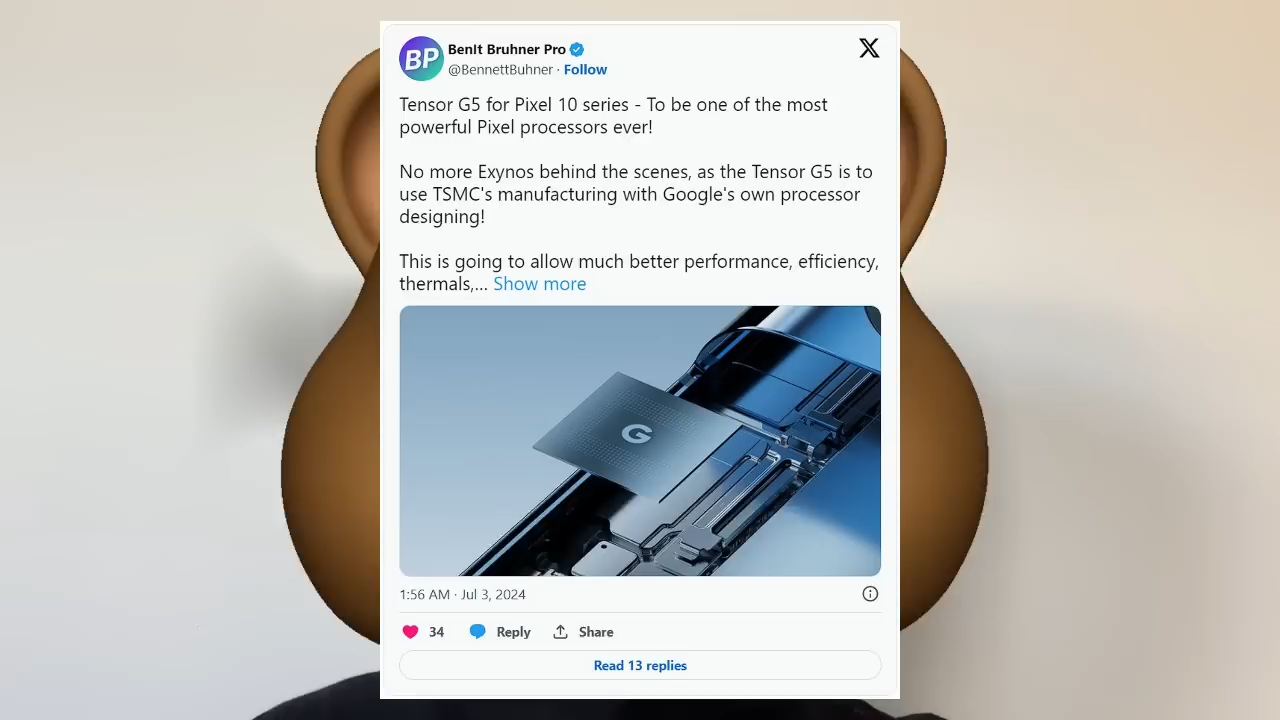 BP
BenIt Bruhner Pro
@BennettBuhner · Follow
Tensor G5 for Pixel 10 series - To be one of the most
powerful Pixel processors ever!
No more Exynos behind the scenes, as the Tensor G5 is to
use TSMC's manufacturing with Google's own processor
designing!
This is going to allow much better performance, efficiency,
thermals,... Show more
G
1:56 AM · Jul 3, 2024
34 Reply Share
Read 13 replies